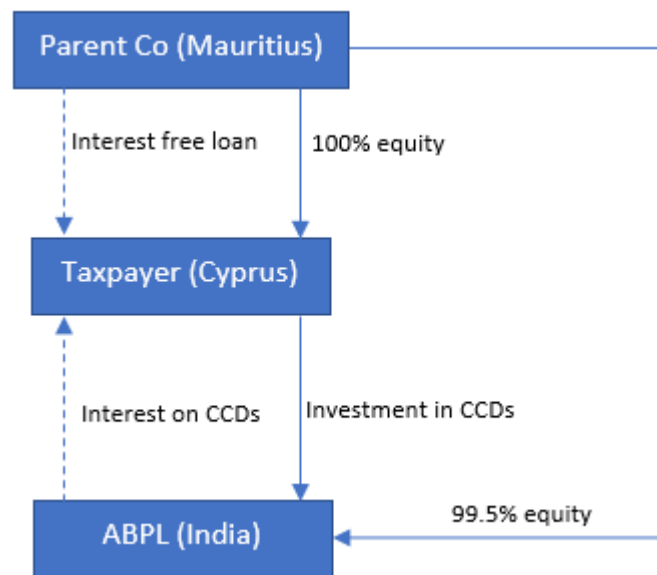 Parent Co (Mauritius)
Interest free loan
100% equity
Taxpayer (Cyprus)
Interest on CCDs
Investment in CCDs
99.5% equity
ABPL (India)